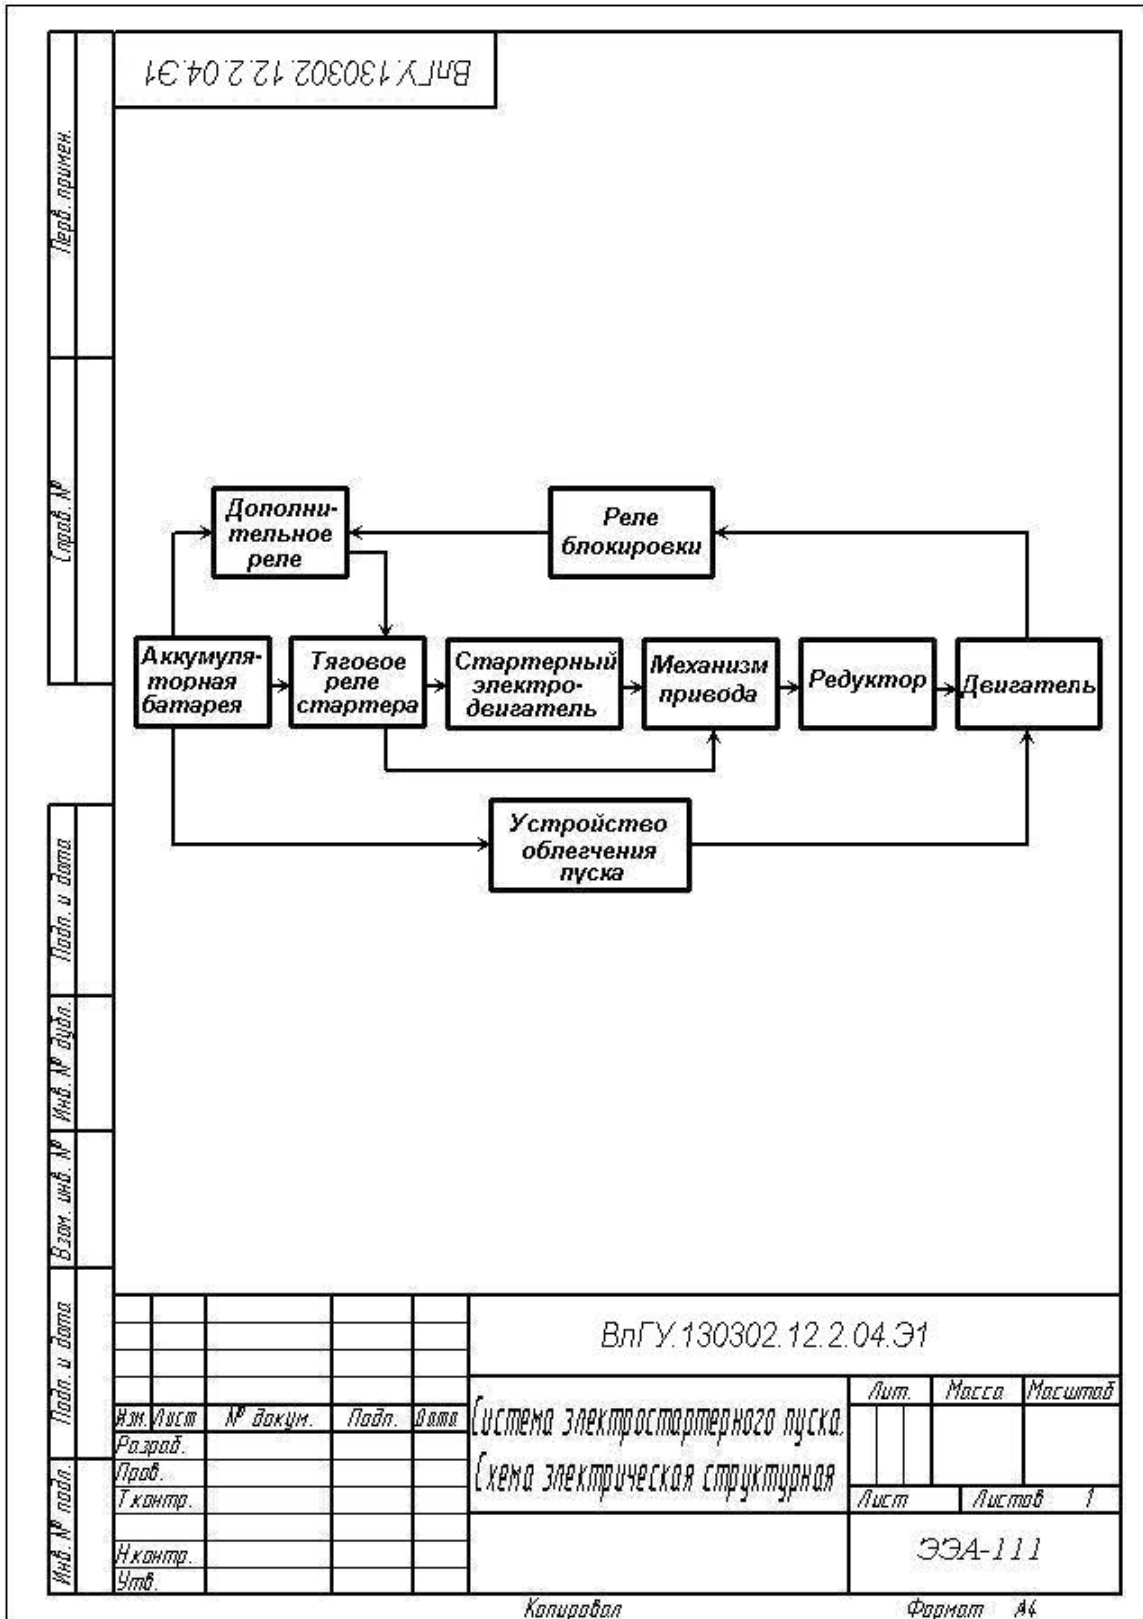 ВлГУ.130302.12.2.04.Э1
Перв. примен.
Справ. №
Подп. и дата
Инв. № дубл.
Взам. инв. №
Подп. и дата
Инв. № подл.
Дополни-
тельное
реле
Реле
блокировки
Аккумуля-
торная
батарея
Тяговое
реле
стартера
Стартерный
электро-
двигатель
Механизм
привода
Редуктор
Двигатель
Устройство
облегчения
пуска
ВлГУ.130302.12.2.04.Э1
Изм. Лист № докум. Подп. Дата
Разраб.
Пров.
Т.контр.
Н.контр.
Утв.
Система электростартерного пуска.
Схема электрическая структурная
Лит. Масса Масштаб
Лист Листов 1
ЭЭА-111
Копировал Формат А4